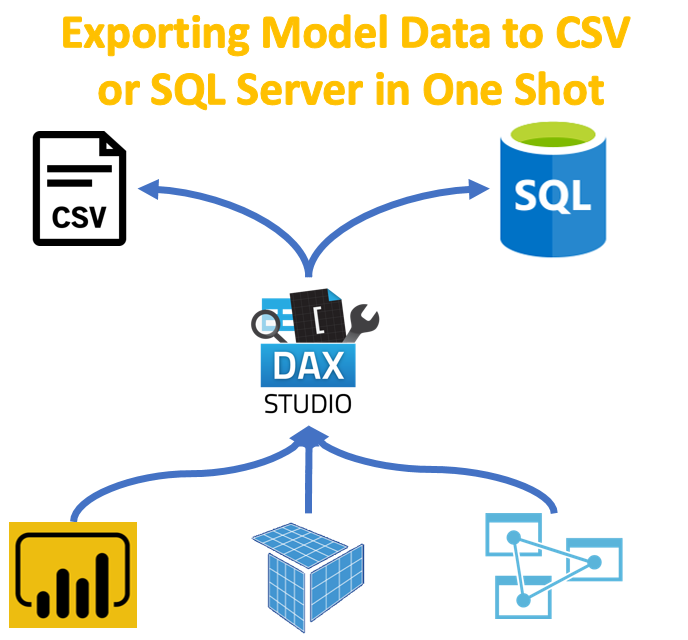 Exporting Model Data to CSV
or SQL Server in One Shot
CSV
SQL
[
DAX
STUDIO